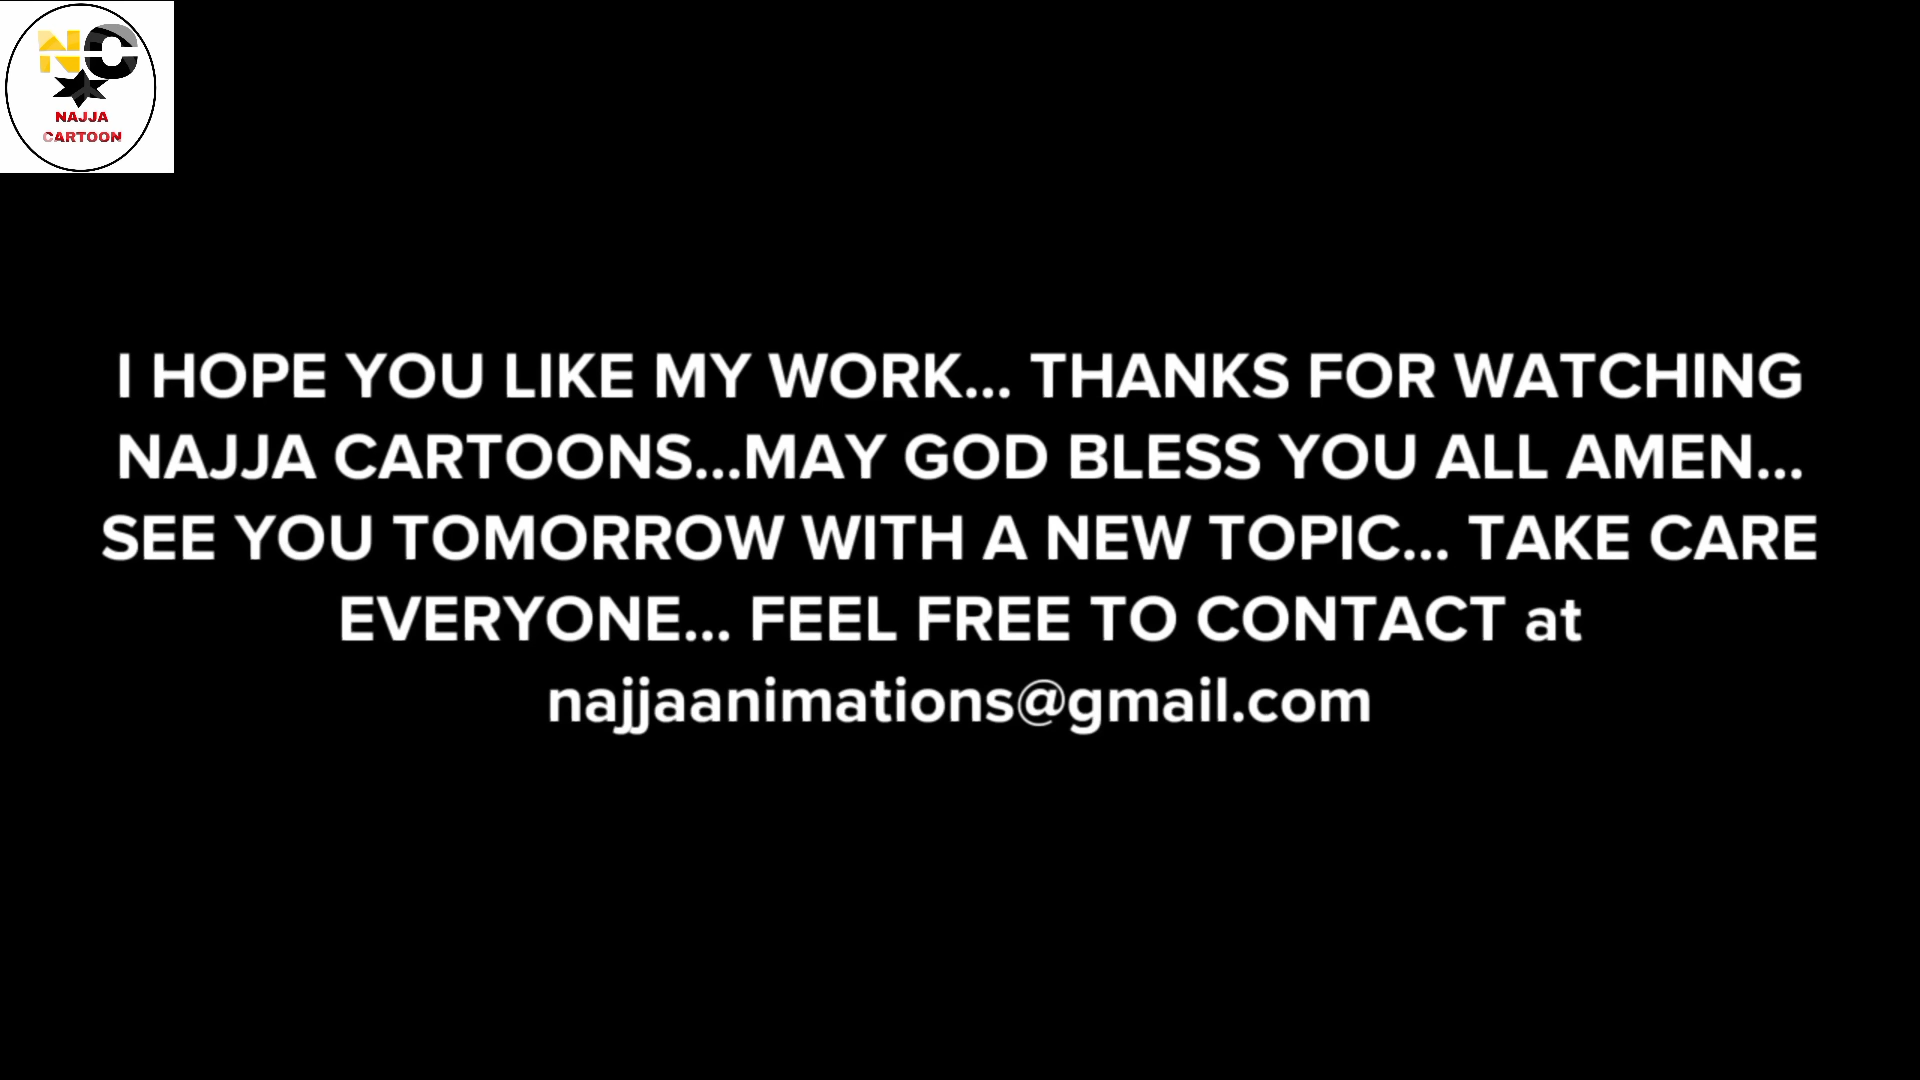 NC
NAJJA
CARTOON
I HOPE YOU LIKE MY WORK... THANKS FOR WATCHING
NAJJA CARTOONS...MAY GOD BLESS YOU ALL AMEN...
SEE YOU TOMORROW WITH A NEW TOPIC... TAKE CARE
EVERYONE... FEEL FREE TO CONTACT at
najjaanimations@gmail.com